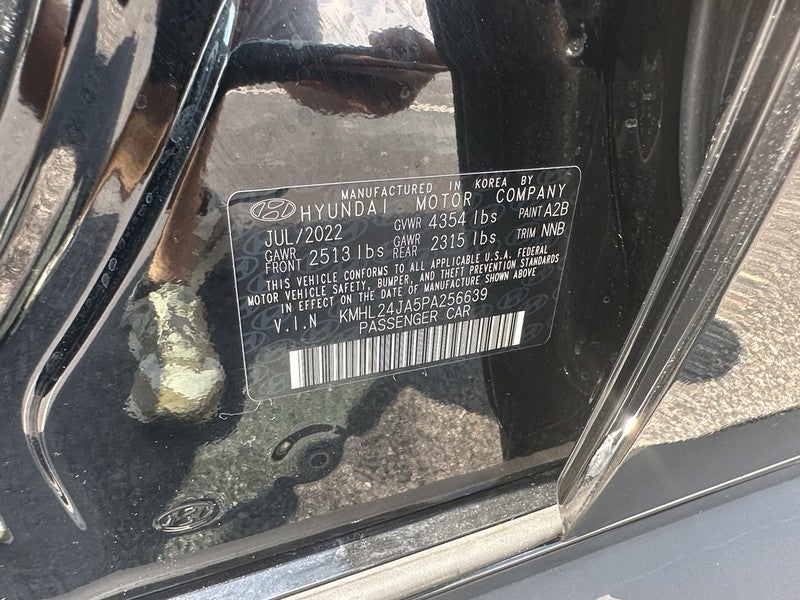 MANUFACTURED IN KOREA BY
HYUNDAI MOTOR COMPANY
JUL/2022 GVWR 4354 lbs PAINT A2B
GAWR FRONT 2513 lbs GAWR REAR 2315 lbs TRIM NNB
THIS VEHICLE CONFORMS TO ALL APPLICABLE U.S.A. FEDERAL
MOTOR VEHICLE SAFETY, BUMPER, AND THEFT PREVENTION STANDARDS
IN EFFECT ON THE DATE OF MANUFACTURE SHOWN ABOVE
V.I.N KMHL24JA5PA256639
PASSENGER CAR